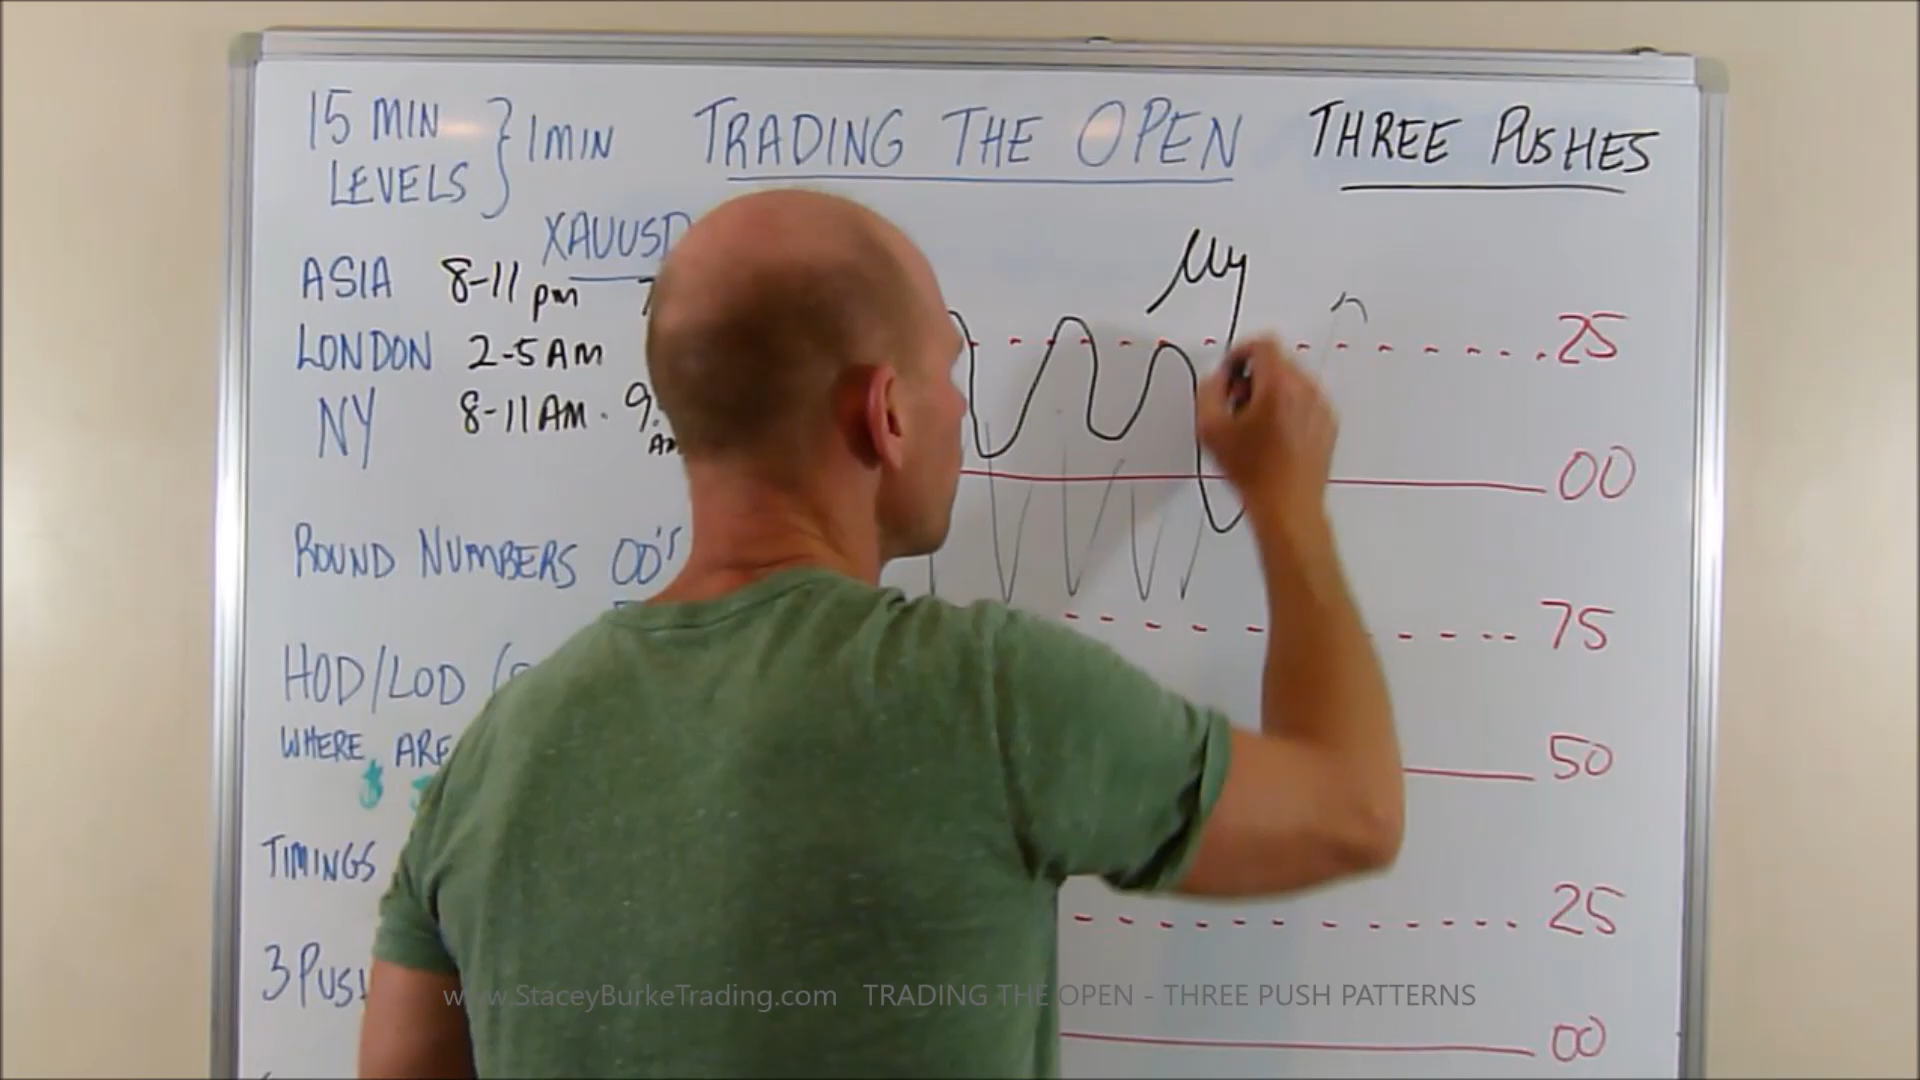 15 MIN
LEVELS
1 MIN
TRADING THE OPEN
THREE PUSHES
XAUUSD
ASIA 8-11 pm
LONDON 2-5 AM
NY 8-11 AM . 9:
AM
ROUND NUMBERS 00's
HOD/LOD
WHERE ARE
TIMINGS
3 PUSH
25
00
75
50
25
00
www.StaceyBurkeTrading.com TRADING THE OPEN - THREE PUSH PATTERNS